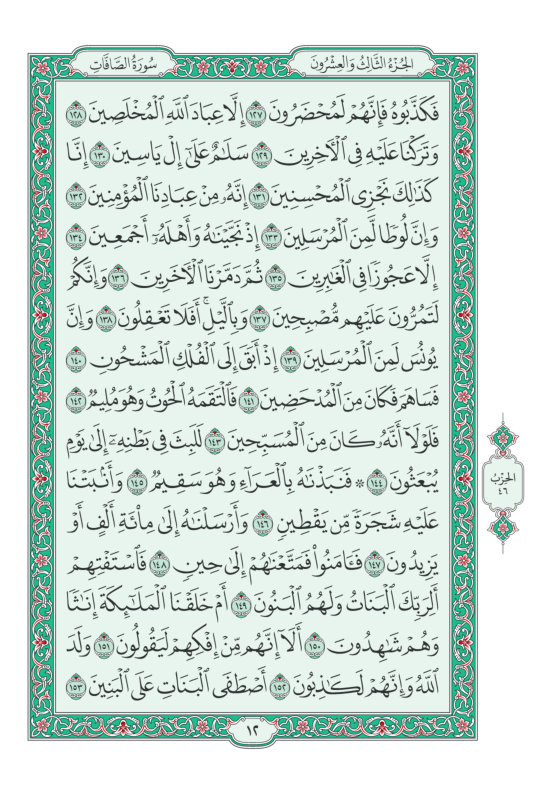 الجُزْءُ الثَّالِثُ وَالعِشْرُونَ
سُورَةُ الصَّافَّاتِ
فَكَذَّبُوهُ فَإِنَّهُمْ لَمُحْضَرُونَ ١٢٧ إِلَّا عِبَادَ ٱللَّهِ ٱلْمُخْلَصِينَ ١٢٨
وَتَرَكْنَا عَلَيْهِ فِي ٱلْأٓخِرِينَ ١٢٩ سَلَٰمٌ عَلَىٰٓ إِلْ يَاسِينَ ١٣٠ إِنَّا
كَذَٰلِكَ نَجْزِي ٱلْمُحْسِنِينَ ١٣١ إِنَّهُۥ مِنْ عِبَادِنَا ٱلْمُؤْمِنِينَ ١٣٢
وَإِنَّ لُوطًا لَّمِنَ ٱلْمُرْسَلِينَ ١٣٣ إِذْ نَجَّيْنَٰهُ وَأَهْلَهُۥٓ أَجْمَعِينَ ١٣٤
إِلَّا عَجُوزًا فِي ٱلْغَٰبِرِينَ ١٣٥ ثُمَّ دَمَّرْنَا ٱلْأٓخَرِينَ ١٣٦ وَإِنَّكُمْ
لَتَمُرُّونَ عَلَيْهِم مُّصْبِحِينَ ١٣٧ وَبِٱلَّيْلِۚ أَفَلَا تَعْقِلُونَ ١٣٨ وَإِنَّ
يُونُسَ لَمِنَ ٱلْمُرْسَلِينَ ١٣٩ إِذْ أَبَقَ إِلَى ٱلْفُلْكِ ٱلْمَشْحُونِ ١٤٠
فَسَاهَمَ فَكَانَ مِنَ ٱلْمُدْحَضِينَ ١٤١ فَٱلْتَقَمَهُ ٱلْحُوتُ وَهُوَ مُلِيمٌ ١٤٢
فَلَوْلَآ أَنَّهُۥ كَانَ مِنَ ٱلْمُسَبِّحِينَ ١٤٣ لَلَبِثَ فِي بَطْنِهِۦٓ إِلَىٰ يَوْمِ
يُبْعَثُونَ ١٤٤ ۞ فَنَبَذْنَٰهُ بِٱلْعَرَآءِ وَهُوَ سَقِيمٌ ١٤٥ وَأَنۢبَتْنَا
عَلَيْهِ شَجَرَةً مِّن يَقْطِينٍ ١٤٦ وَأَرْسَلْنَٰهُ إِلَىٰ مِا۟ئَةِ أَلْفٍ أَوْ
يَزِيدُونَ ١٤٧ فَـَٔامَنُوا۟ فَمَتَّعْنَٰهُمْ إِلَىٰ حِينٍ ١٤٨ فَٱسْتَفْتِهِمْ
أَلِرَبِّكَ ٱلْبَنَاتُ وَلَهُمُ ٱلْبَنُونَ ١٤٩ أَمْ خَلَقْنَا ٱلْمَلَٰٓئِكَةَ إِنَٰثًا
وَهُمْ شَٰهِدُونَ ١٥٠ أَلَآ إِنَّهُم مِّنْ إِفْكِهِمْ لَيَقُولُونَ ١٥١ وَلَدَ
ٱللَّهُ وَإِنَّهُمْ لَكَٰذِبُونَ ١٥٢ أَصْطَفَى ٱلْبَنَاتِ عَلَى ٱلْبَنِينَ ١٥٣
الحِزْبُ
٤٦
١٢